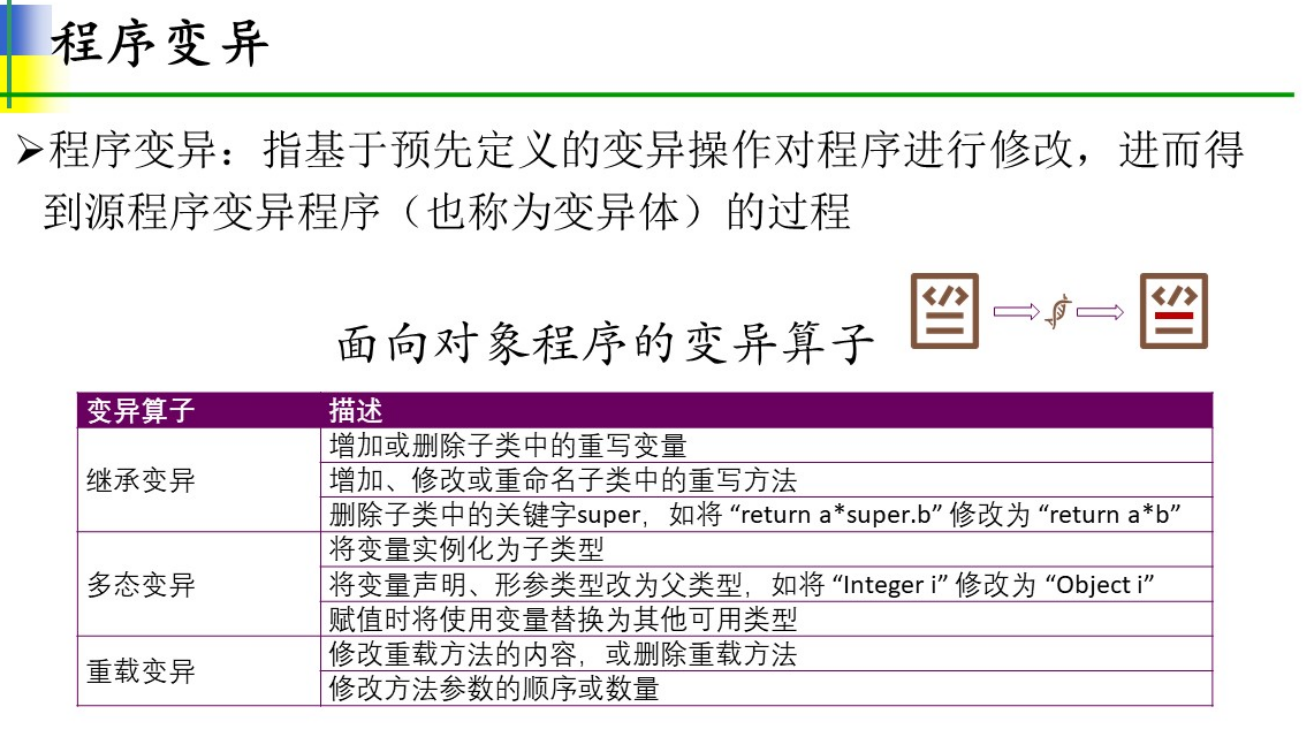 程序变异
➢程序变异：指基于预先定义的变异操作对程序进行修改，进而得
到源程序变异程序（也称为变异体）的过程
面向对象程序的变异算子
变异算子 描述
继承变异
增加或删除子类中的重写变量
增加、修改或重命名子类中的重写方法
删除子类中的关键字super，如将 “return a*super.b” 修改为 “return a*b”
多态变异
将变量实例化为子类型
将变量声明、形参类型改为父类型，如将 “Integer i” 修改为 “Object i”
赋值时将使用变量替换为其他可用类型
重载变异
修改重载方法的内容，或删除重载方法
修改方法参数的顺序或数量